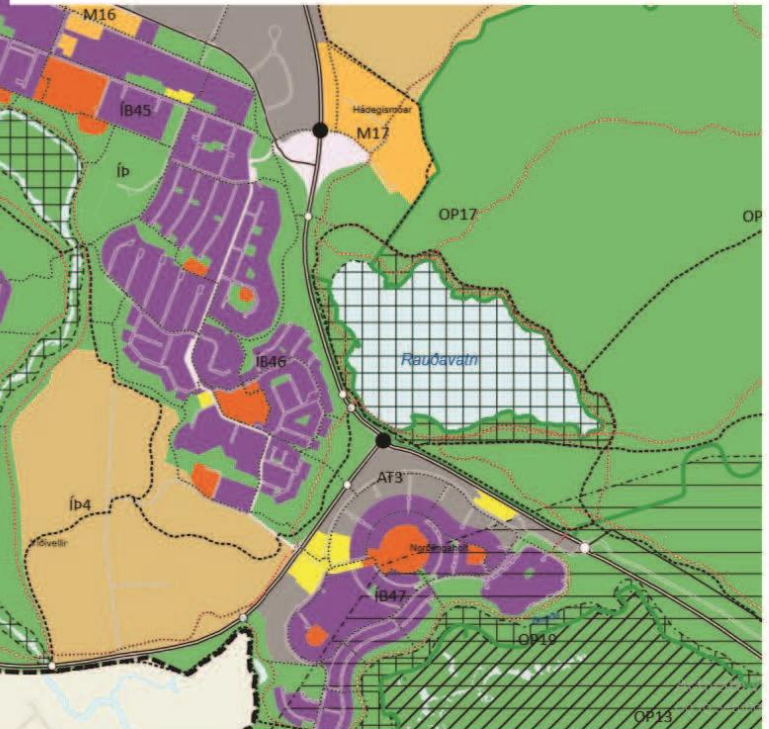 M16
ÍB45
Hádegismóar
M17
ÍÞ
OP17
OP
Rauðavatn
ÍB46
AT3
ÍÞ4
Norðlingaholt
ÍB47
OP19
OP13